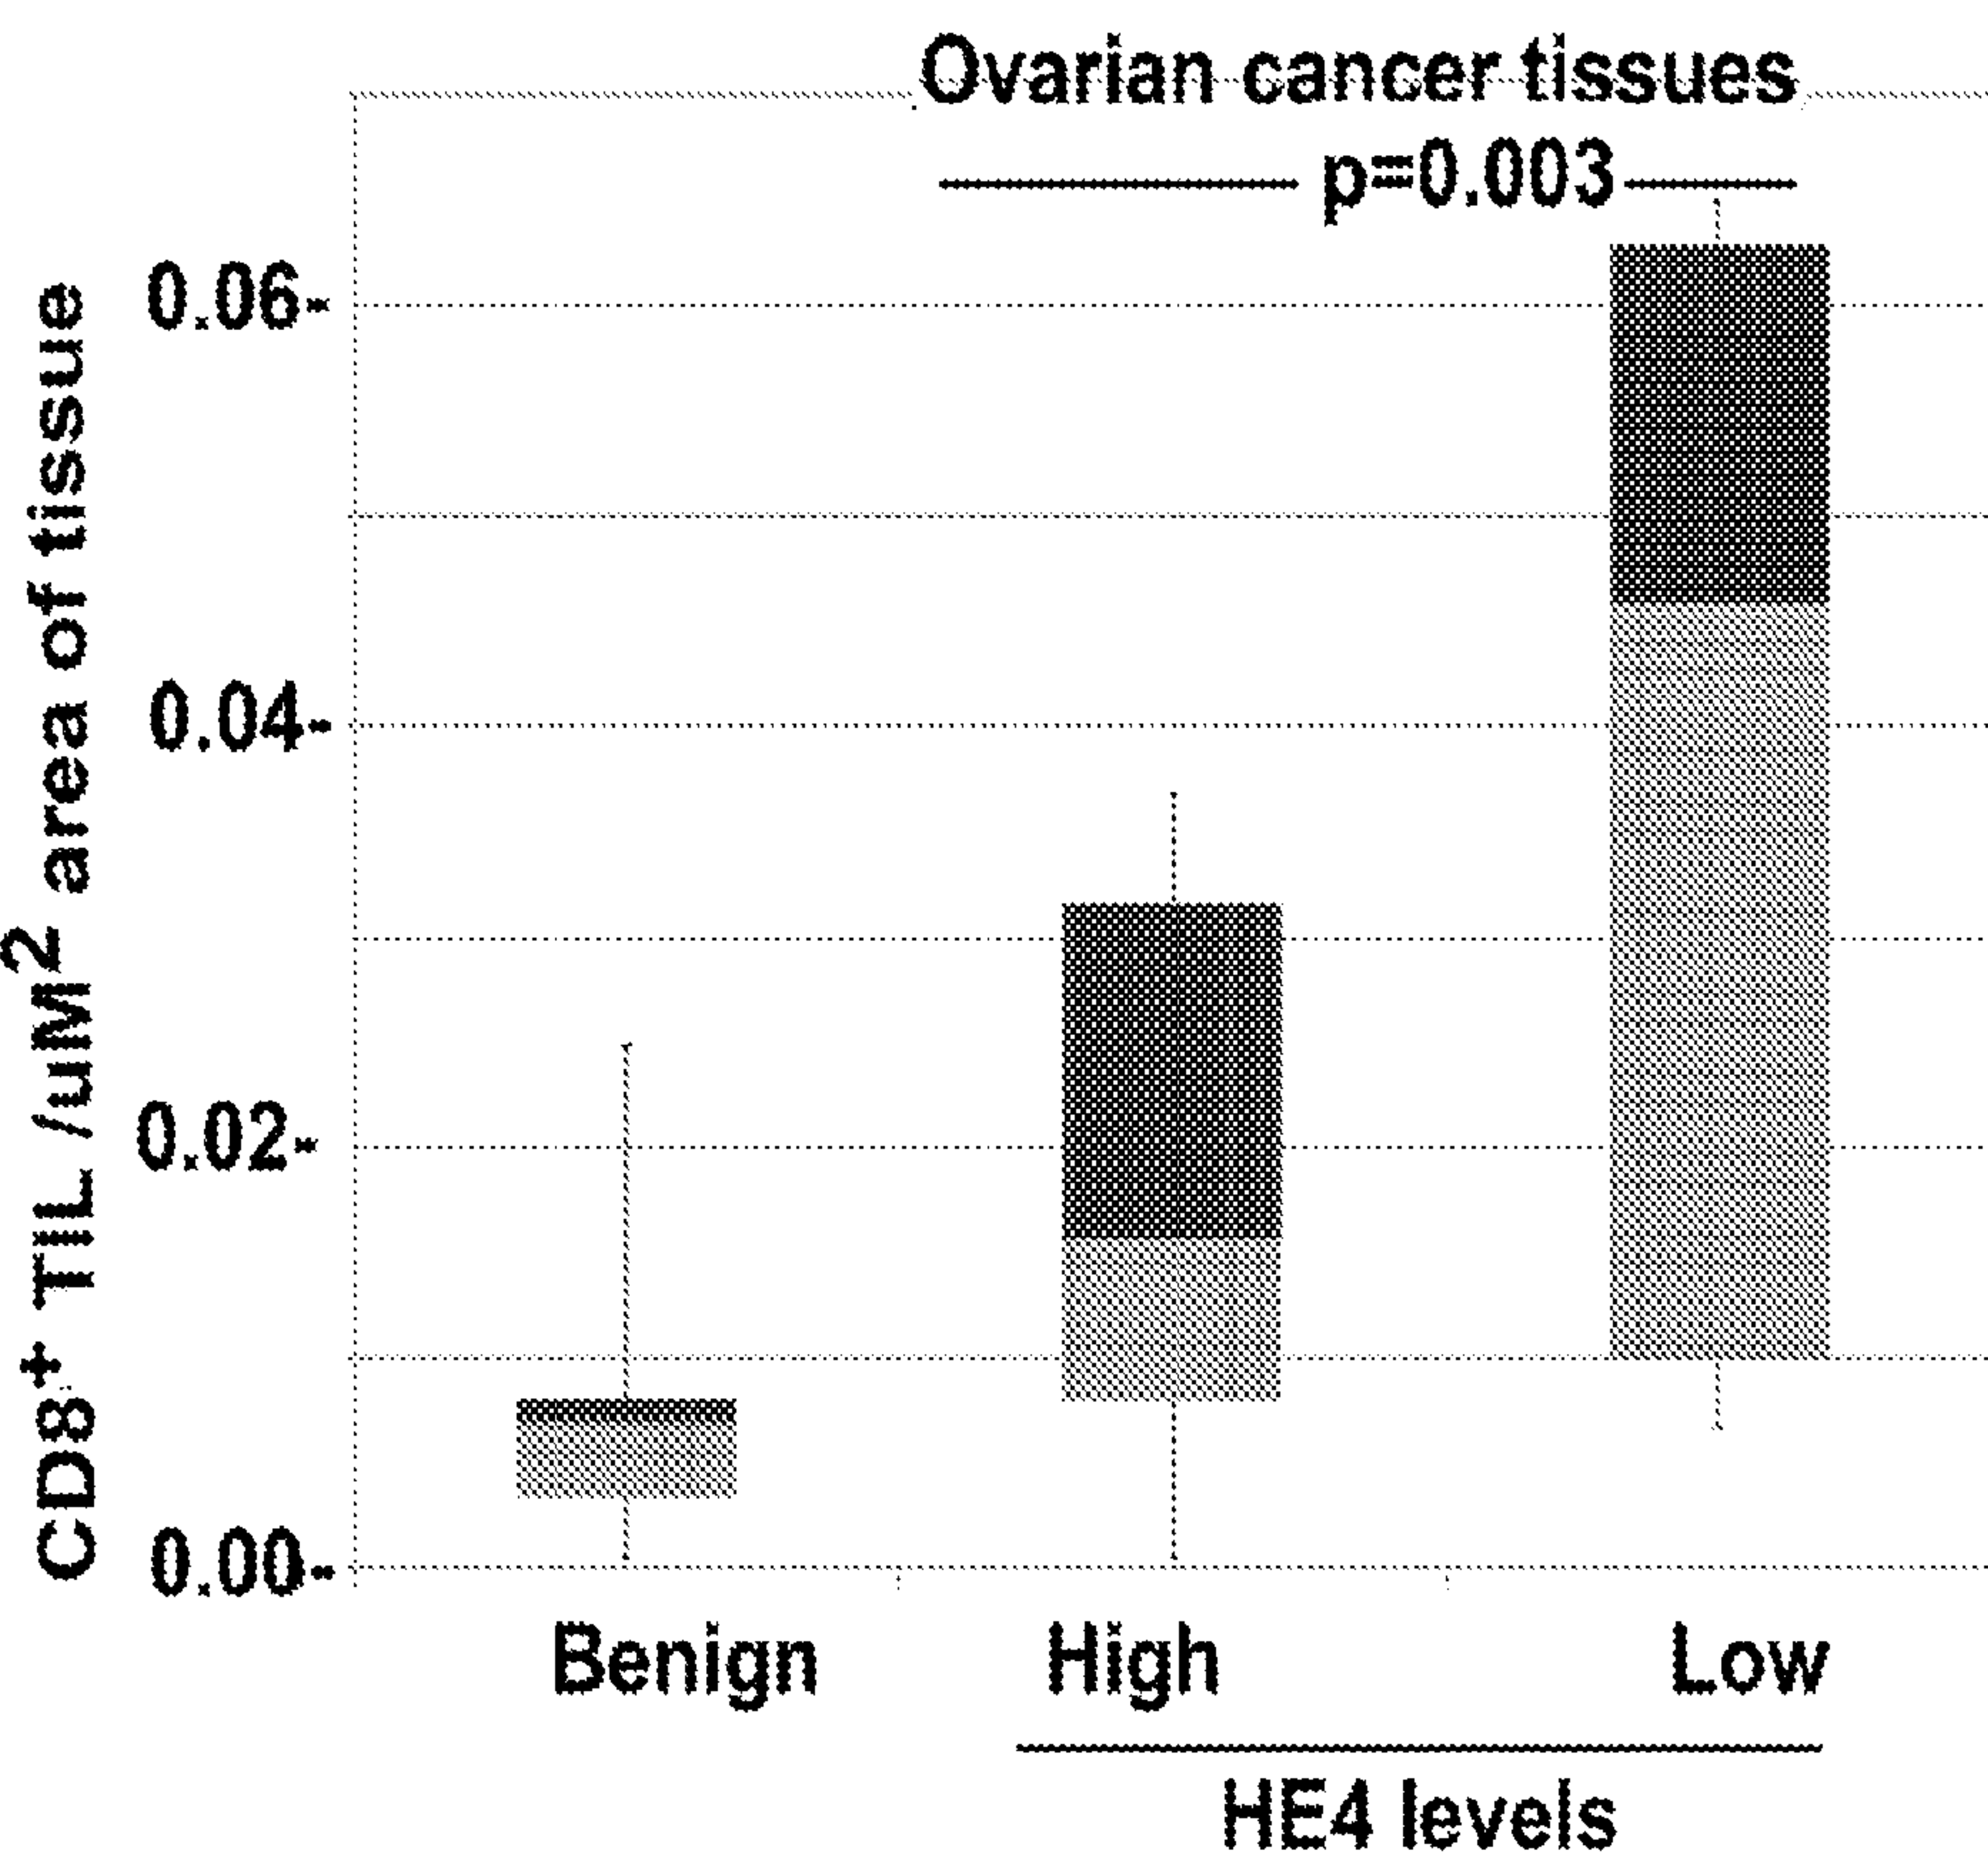 Ovarian cancer tissues
p=0.003
CD8⁺ TIL /uM² area of tissue
0.06
0.04
0.02
0.00
Benign High Low
HE4 levels